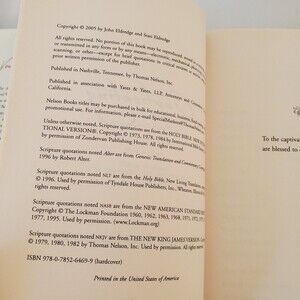 Copyright © 2005 by John Eldredge and Stasi Eldredge
All rights reserved. No portion of this book may be reproduced, stored
or transmitted in any form or by any means—electronic, mechanical,
recording, or any other—except for brief quotations in critical reviews
prior written permission of the publisher.
Published in Nashville, Tennessee, by Thomas Nelson, Inc.
Published in association with Yates & Yates, LLP, Attorneys and
California.
Nelson Books titles may be purchased in bulk for educational, business,
promotional use. For information, please e-mail
Unless otherwise noted, Scripture quotations are from the HOLY BIBLE, NEW
TIONAL VERSION®. Copyright © 1973, 1978, 1984 by International
by permission of Zondervan Publishing House. All rights reserved.
Scripture quotations noted Alter are from Genesis: Translation and Commentary
1996 by Robert Alter.
Scripture quotations noted NLT are from the Holy Bible, New Living Translation,
© 1996. Used by permission of Tyndale House Publishers, Inc., Wheaton, Illinois
Scripture quotations noted NASB are from the NEW AMERICAN STANDARD
Copyright © The Lockman Foundation 1960, 1962, 1963, 1968, 1971, 1972,
1977, 1995. Used by permission. (www.Lockman.org)
Scripture quotations noted NKJV are from THE NEW KING JAMES VERSION.
© 1979, 1980, 1982 by Thomas Nelson, Inc.
ISBN 978-0-7852-6469-9 (hardcover)
Printed in the United States of America
To the
are blessed to